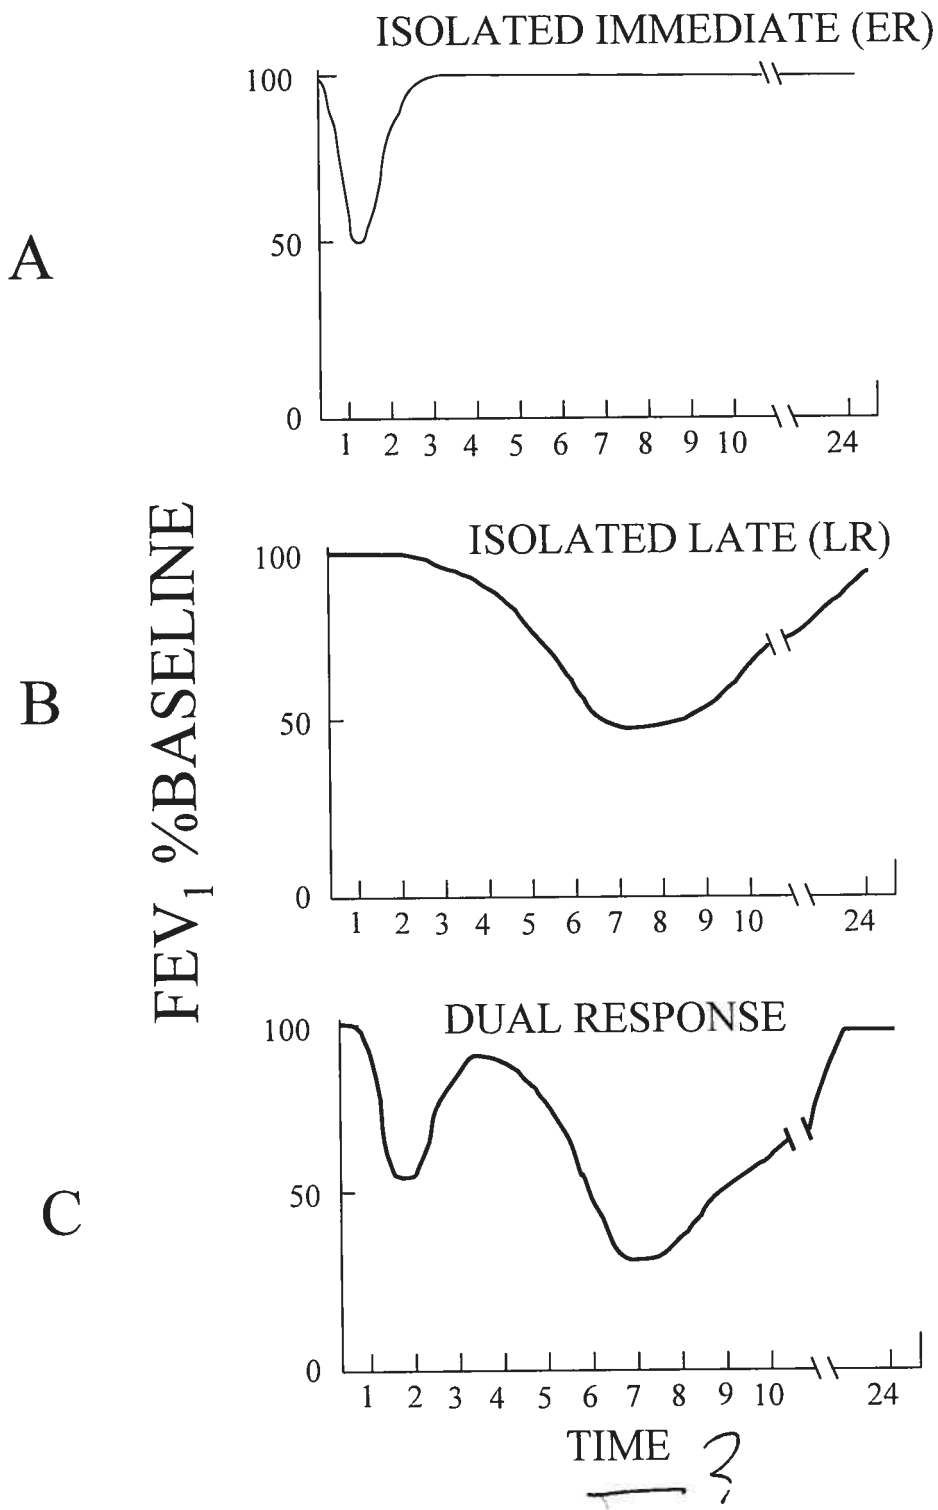 ISOLATED IMMEDIATE (ER)
100
50
0
A
1 2 3 4 5 6 7 8 9 10 24
FEV₁ %BASELINE
ISOLATED LATE (LR)
100
50
0
B
1 2 3 4 5 6 7 8 9 10 24
DUAL RESPONSE
100
50
0
C
1 2 3 4 5 6 7 8 9 10 24
TIME ?